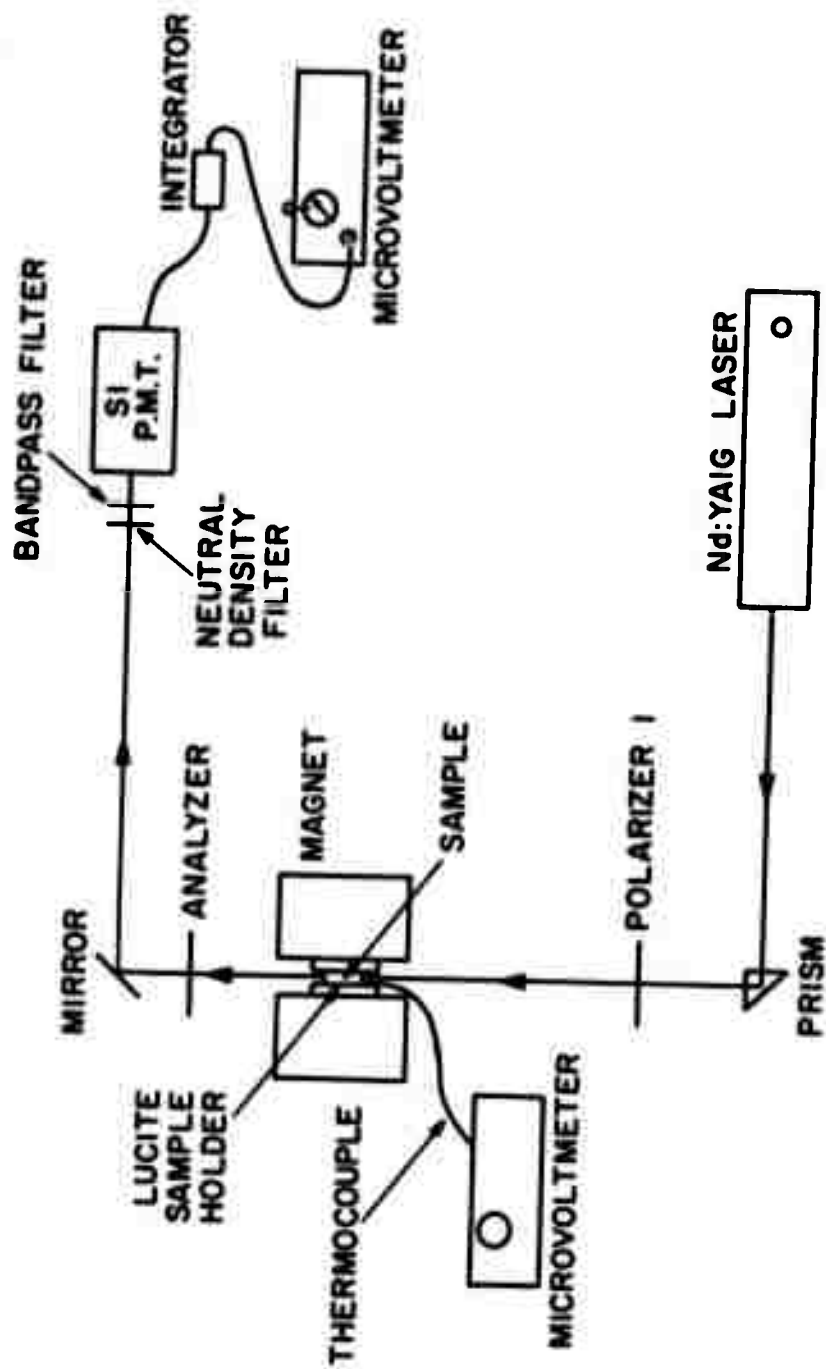 BANDPASS FILTER
SI
P.M.T.
INTEGRATOR
MICROVOLTMETER
NEUTRAL
DENSITY
FILTER
MIRROR
ANALYZER
MAGNET
SAMPLE
LUCITE
SAMPLE
HOLDER
THERMOCOUPLE
MICROVOLTMETER
POLARIZER I
PRISM
Nd:YAIG LASER